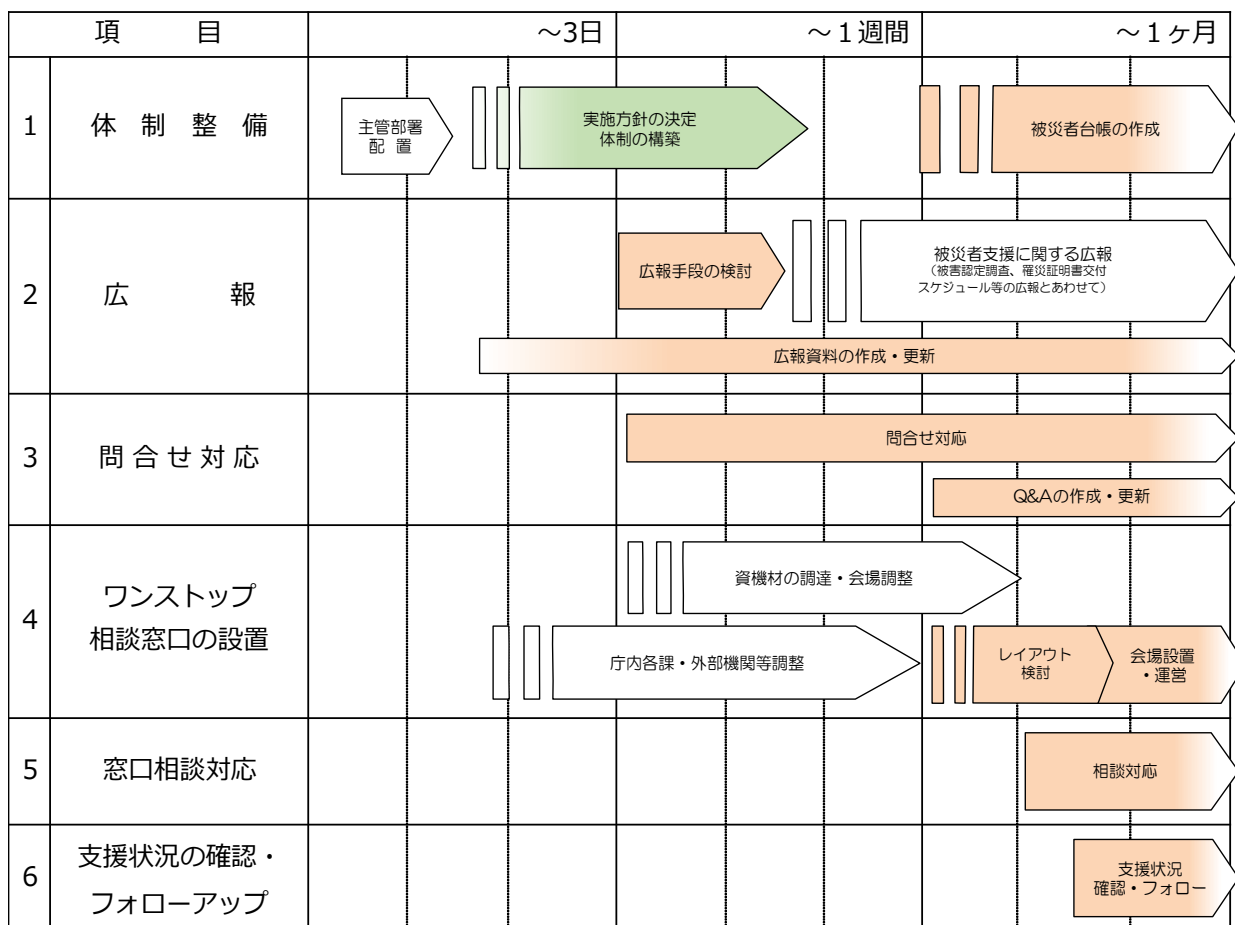 項 目 ～3日 ～１週間 ～１ヶ月
1 体 制 整 備
主管部署
配 置
実施方針の決定
体制の構築
被災者台帳の作成
2 広 報
広報手段の検討
被災者支援に関する広報
（被害認定調査、罹災証明書交付
スケジュール等の広報とあわせて）
広報資料の作成・更新
3 問 合 せ 対 応
問合せ対応
Q&Aの作成・更新
4 ワンストップ
相談窓口の設置
資機材の調達・会場調整
庁内各課・外部機関等調整
レイアウト
検討
会場設置
・運営
5 窓口相談対応
相談対応
6 支援状況の確認・
フォローアップ
支援状況
確認・フォロー